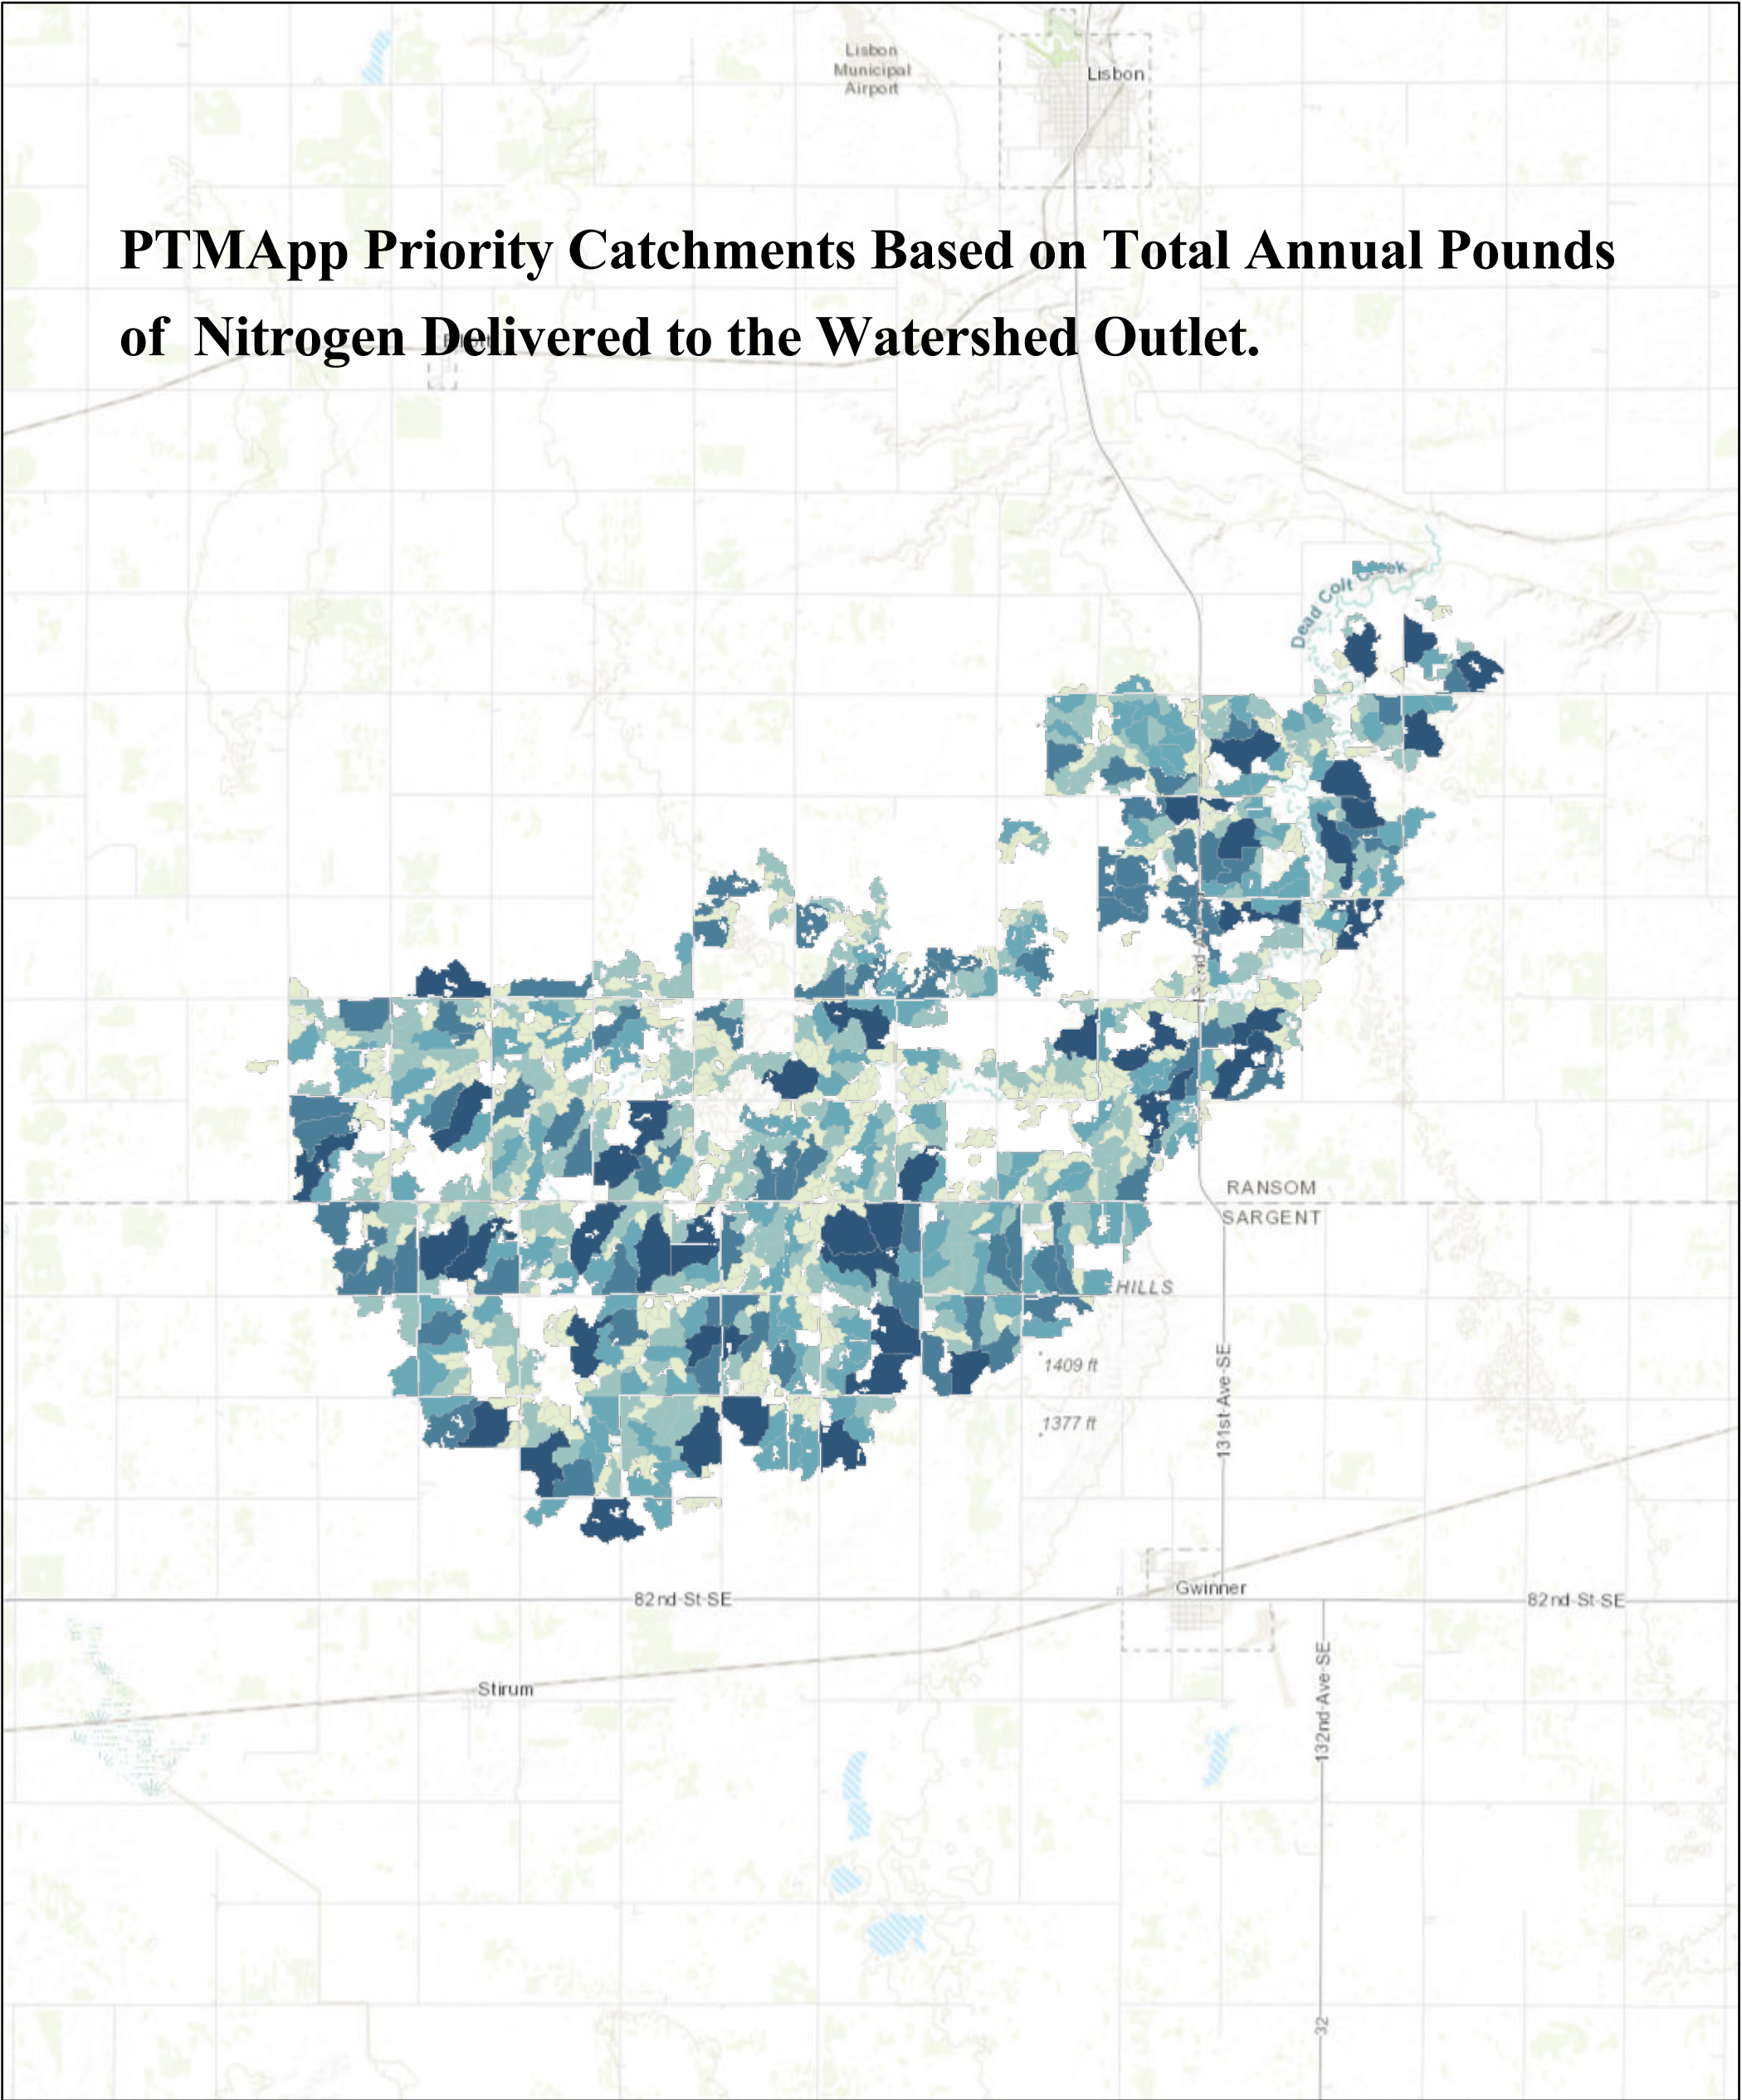 Lisbon
Municipal
Airport
Lisbon
PTMApp Priority Catchments Based on Total Annual Pounds
of  Nitrogen Delivered to the Watershed Outlet.
Dead Colt Creek
RANSOM
SARGENT
HILLS
1409 ft
1377 ft
131st Ave SE
Gwinner
82nd St SE
82nd St SE
Stirum
132nd Ave SE
32